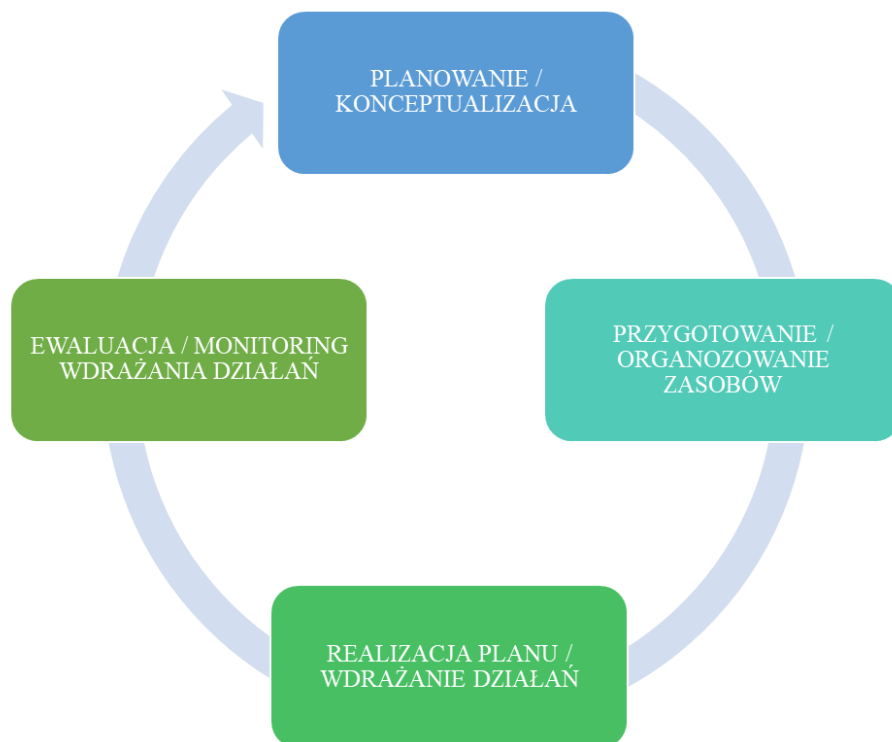 PLANOWANIE /
KONCEPTUALIZACJA
PRZYGOTOWANIE /
ORGANOZOWANIE
ZASOBÓW
REALIZACJA PLANU /
WDRAŻANIE DZIAŁAŃ
EWALUACJA / MONITORING
WDRAŻANIA DZIAŁAŃ